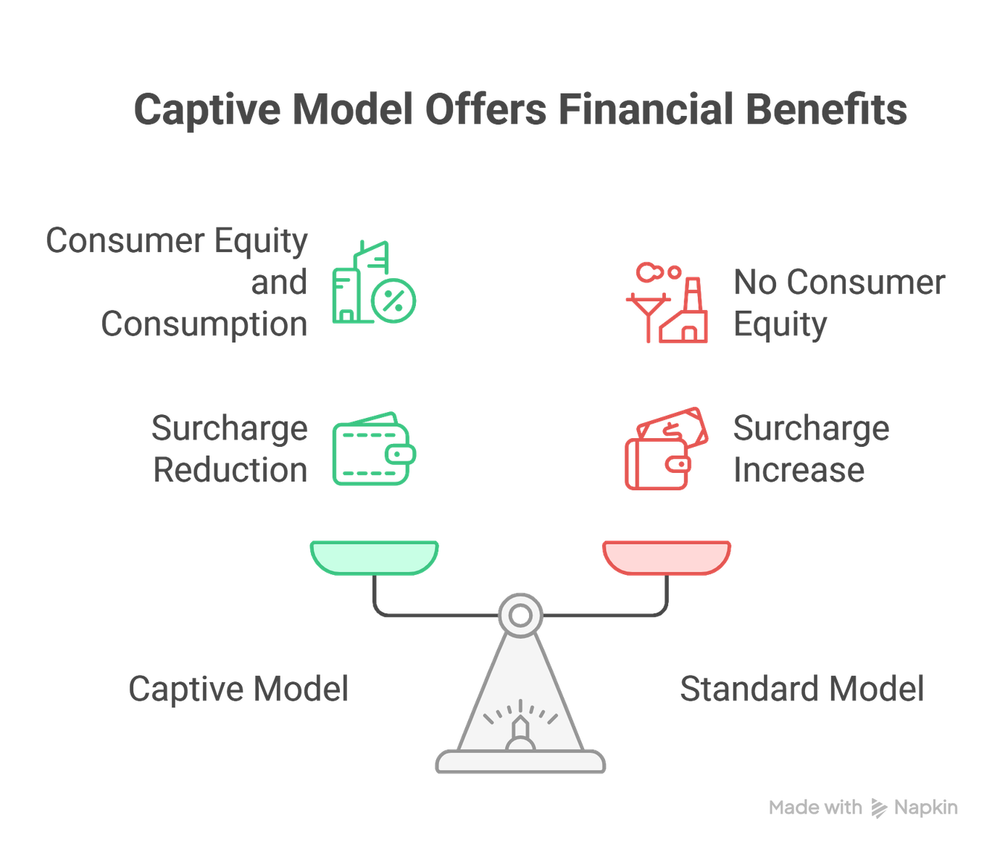 Captive Model Offers Financial Benefits
Consumer Equity
and
Consumption
No Consumer
Equity
Surcharge
Reduction
Surcharge
Increase
Captive Model
Standard Model
Made with Napkin